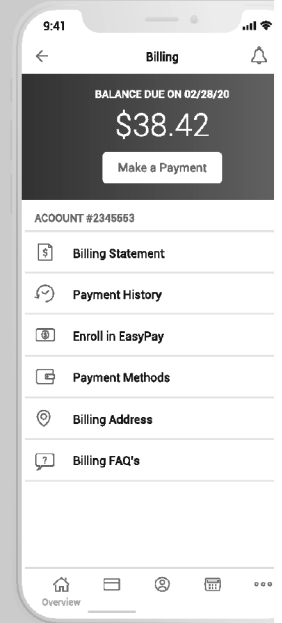 9:41
Billing
BALANCE DUE ON 02/28/20
$38.42
Make a Payment
ACOOUNT #2345553
Billing Statement
Payment History
Enroll in EasyPay
Payment Methods
Billing Address
Billing FAQ's
Overview